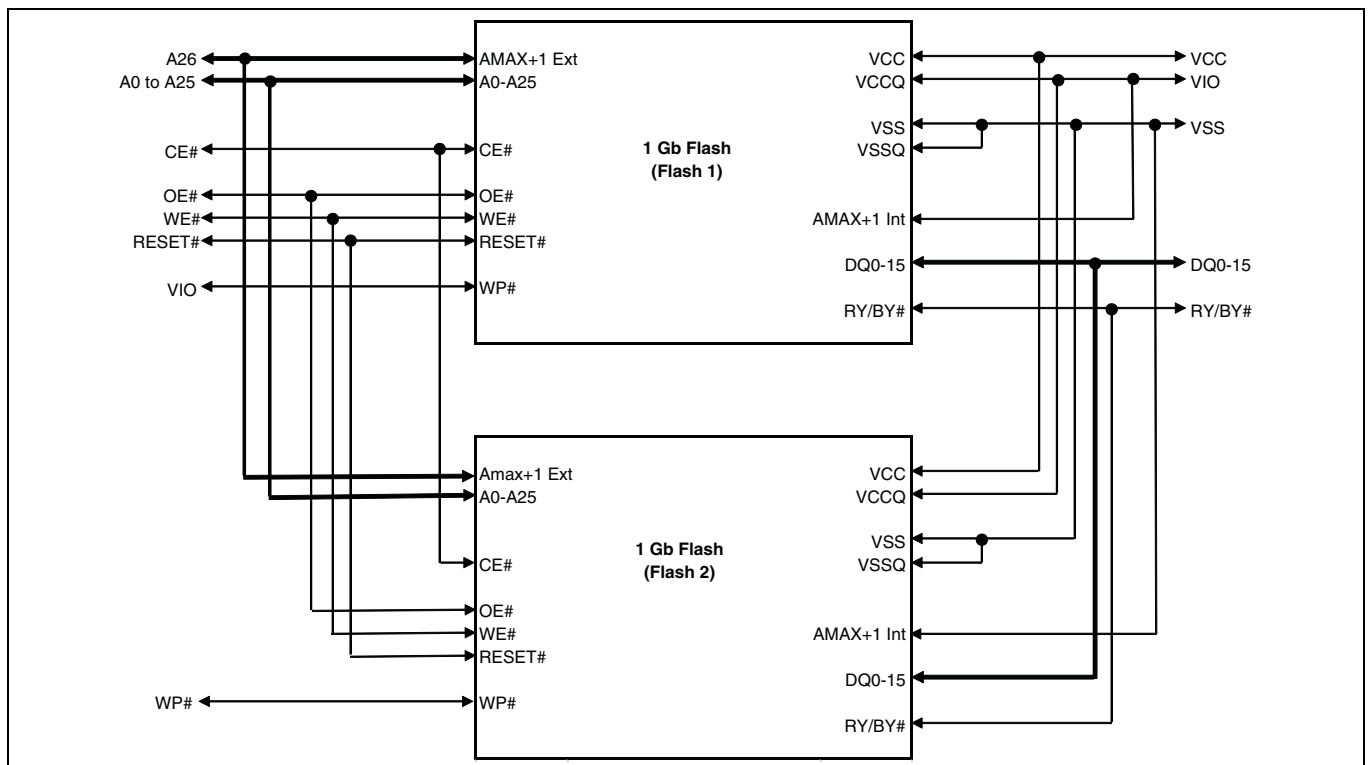 A26 AMAX+1 Ext VCC VCC
A0 to A25 A0-A25 VCCQ VIO
VSS VSS
CE# CE# VSSQ
1 Gb Flash
(Flash 1)
OE# OE#
WE# WE# AMAX+1 Int
RESET# RESET#
DQ0-15 DQ0-15
VIO WP#
RY/BY# RY/BY#
Amax+1 Ext VCC
A0-A25 VCCQ
VSS
1 Gb Flash
(Flash 2)
CE# VSSQ
OE#
WE# AMAX+1 Int
RESET#
DQ0-15
WP# WP#
RY/BY#